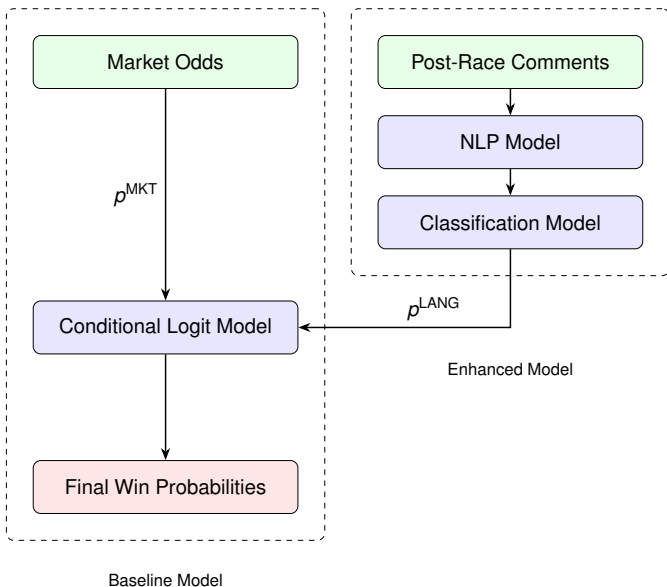 Market Odds
Post-Race Comments
NLP Model
p^MKT
Classification Model
p^LANG
Conditional Logit Model
Enhanced Model
Final Win Probabilities
Baseline Model